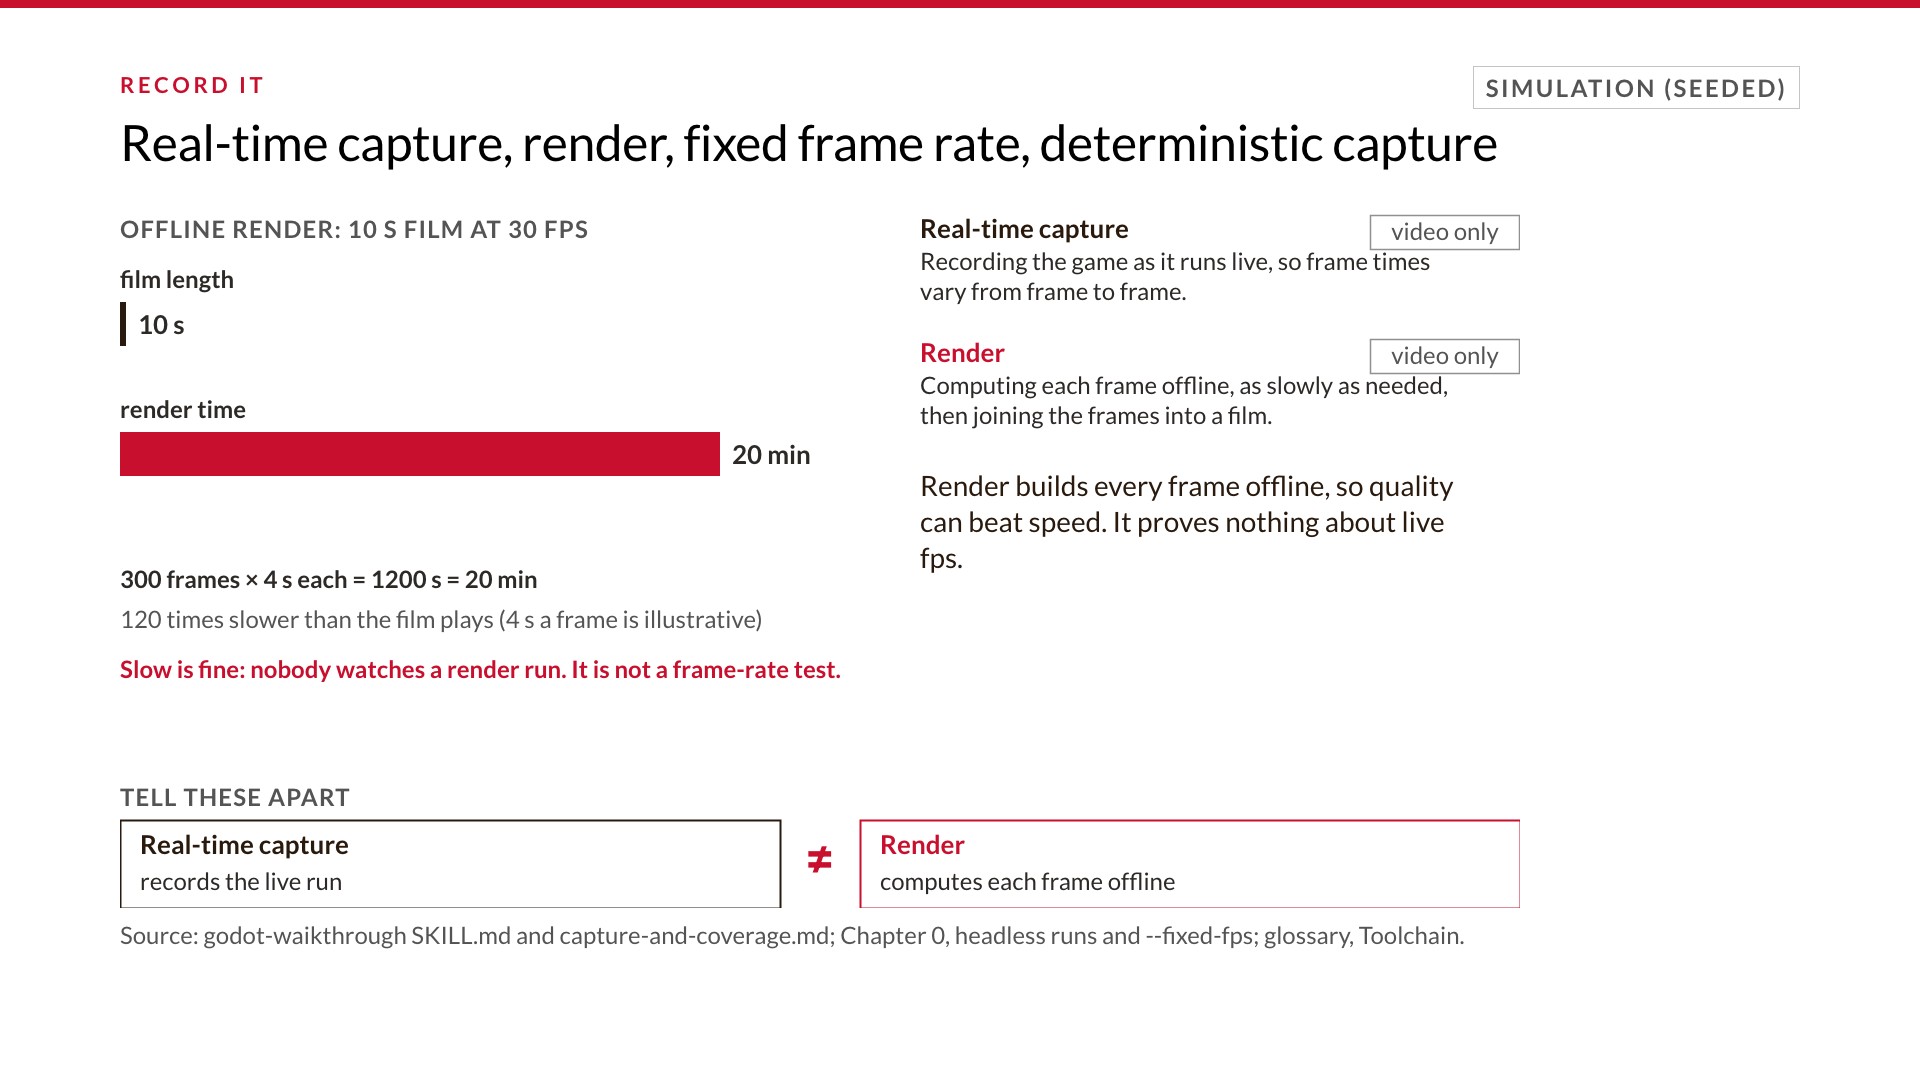 RECORD IT
SIMULATION (SEEDED)
Real-time capture, render, fixed frame rate, deterministic capture
OFFLINE RENDER: 10 S FILM AT 30 FPS
film length
10 s
render time
20 min
300 frames × 4 s each = 1200 s = 20 min
120 times slower than the film plays (4 s a frame is illustrative)
Slow is fine: nobody watches a render run. It is not a frame-rate test.
Real-time capture
video only
Recording the game as it runs live, so frame times
vary from frame to frame.
Render
video only
Computing each frame offline, as slowly as needed,
then joining the frames into a film.
Render builds every frame offline, so quality
can beat speed. It proves nothing about live
fps.
TELL THESE APART
Real-time capture
records the live run
≠
Render
computes each frame offline
Source: godot-waikthrough SKILL.md and capture-and-coverage.md; Chapter 0, headless runs and --fixed-fps; glossary, Toolchain.